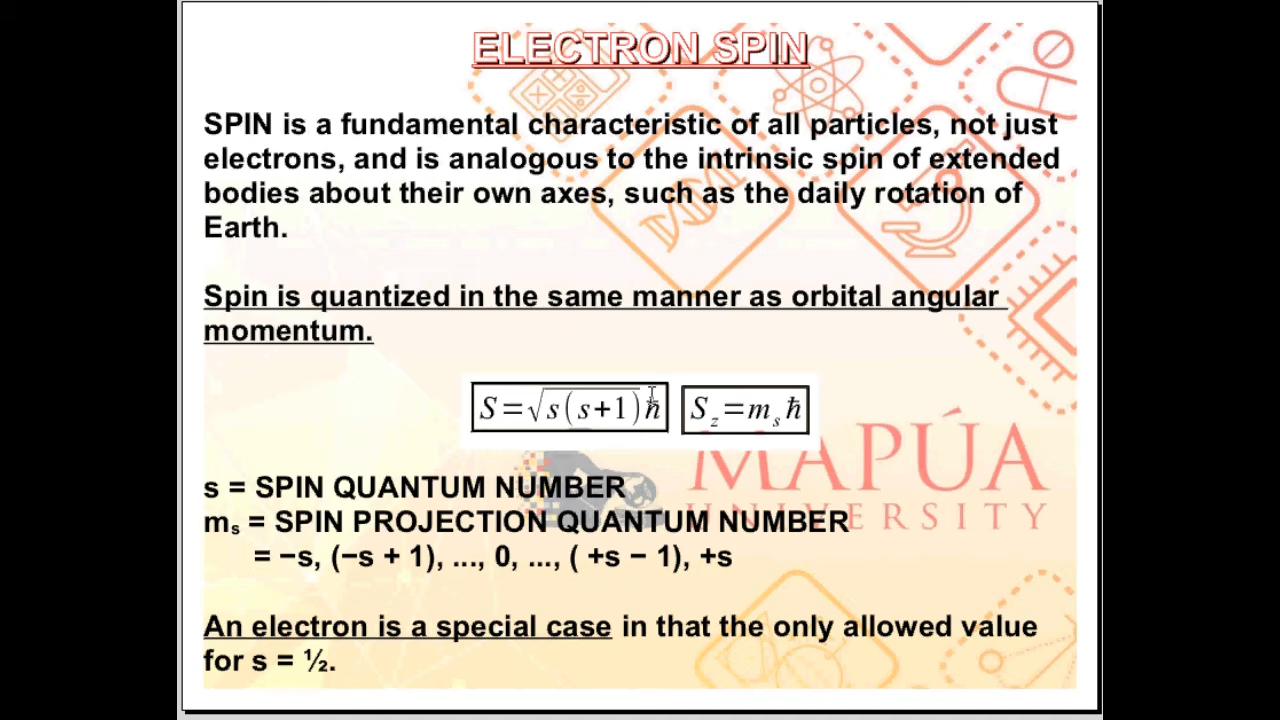 ELECTRON SPIN
SPIN is a fundamental characteristic of all particles, not just
electrons, and is analogous to the intrinsic spin of extended
bodies about their own axes, such as the daily rotation of
Earth.
Spin is quantized in the same manner as orbital angular
momentum.
S=√s(s+1)ħ S_z=m_sħ
MAPÚA
s = SPIN QUANTUM NUMBER
UNIVERSITY
mₛ = SPIN PROJECTION QUANTUM NUMBER
= −s, (−s + 1), ..., 0, ..., ( +s − 1), +s
An electron is a special case in that the only allowed value
for s = ½.